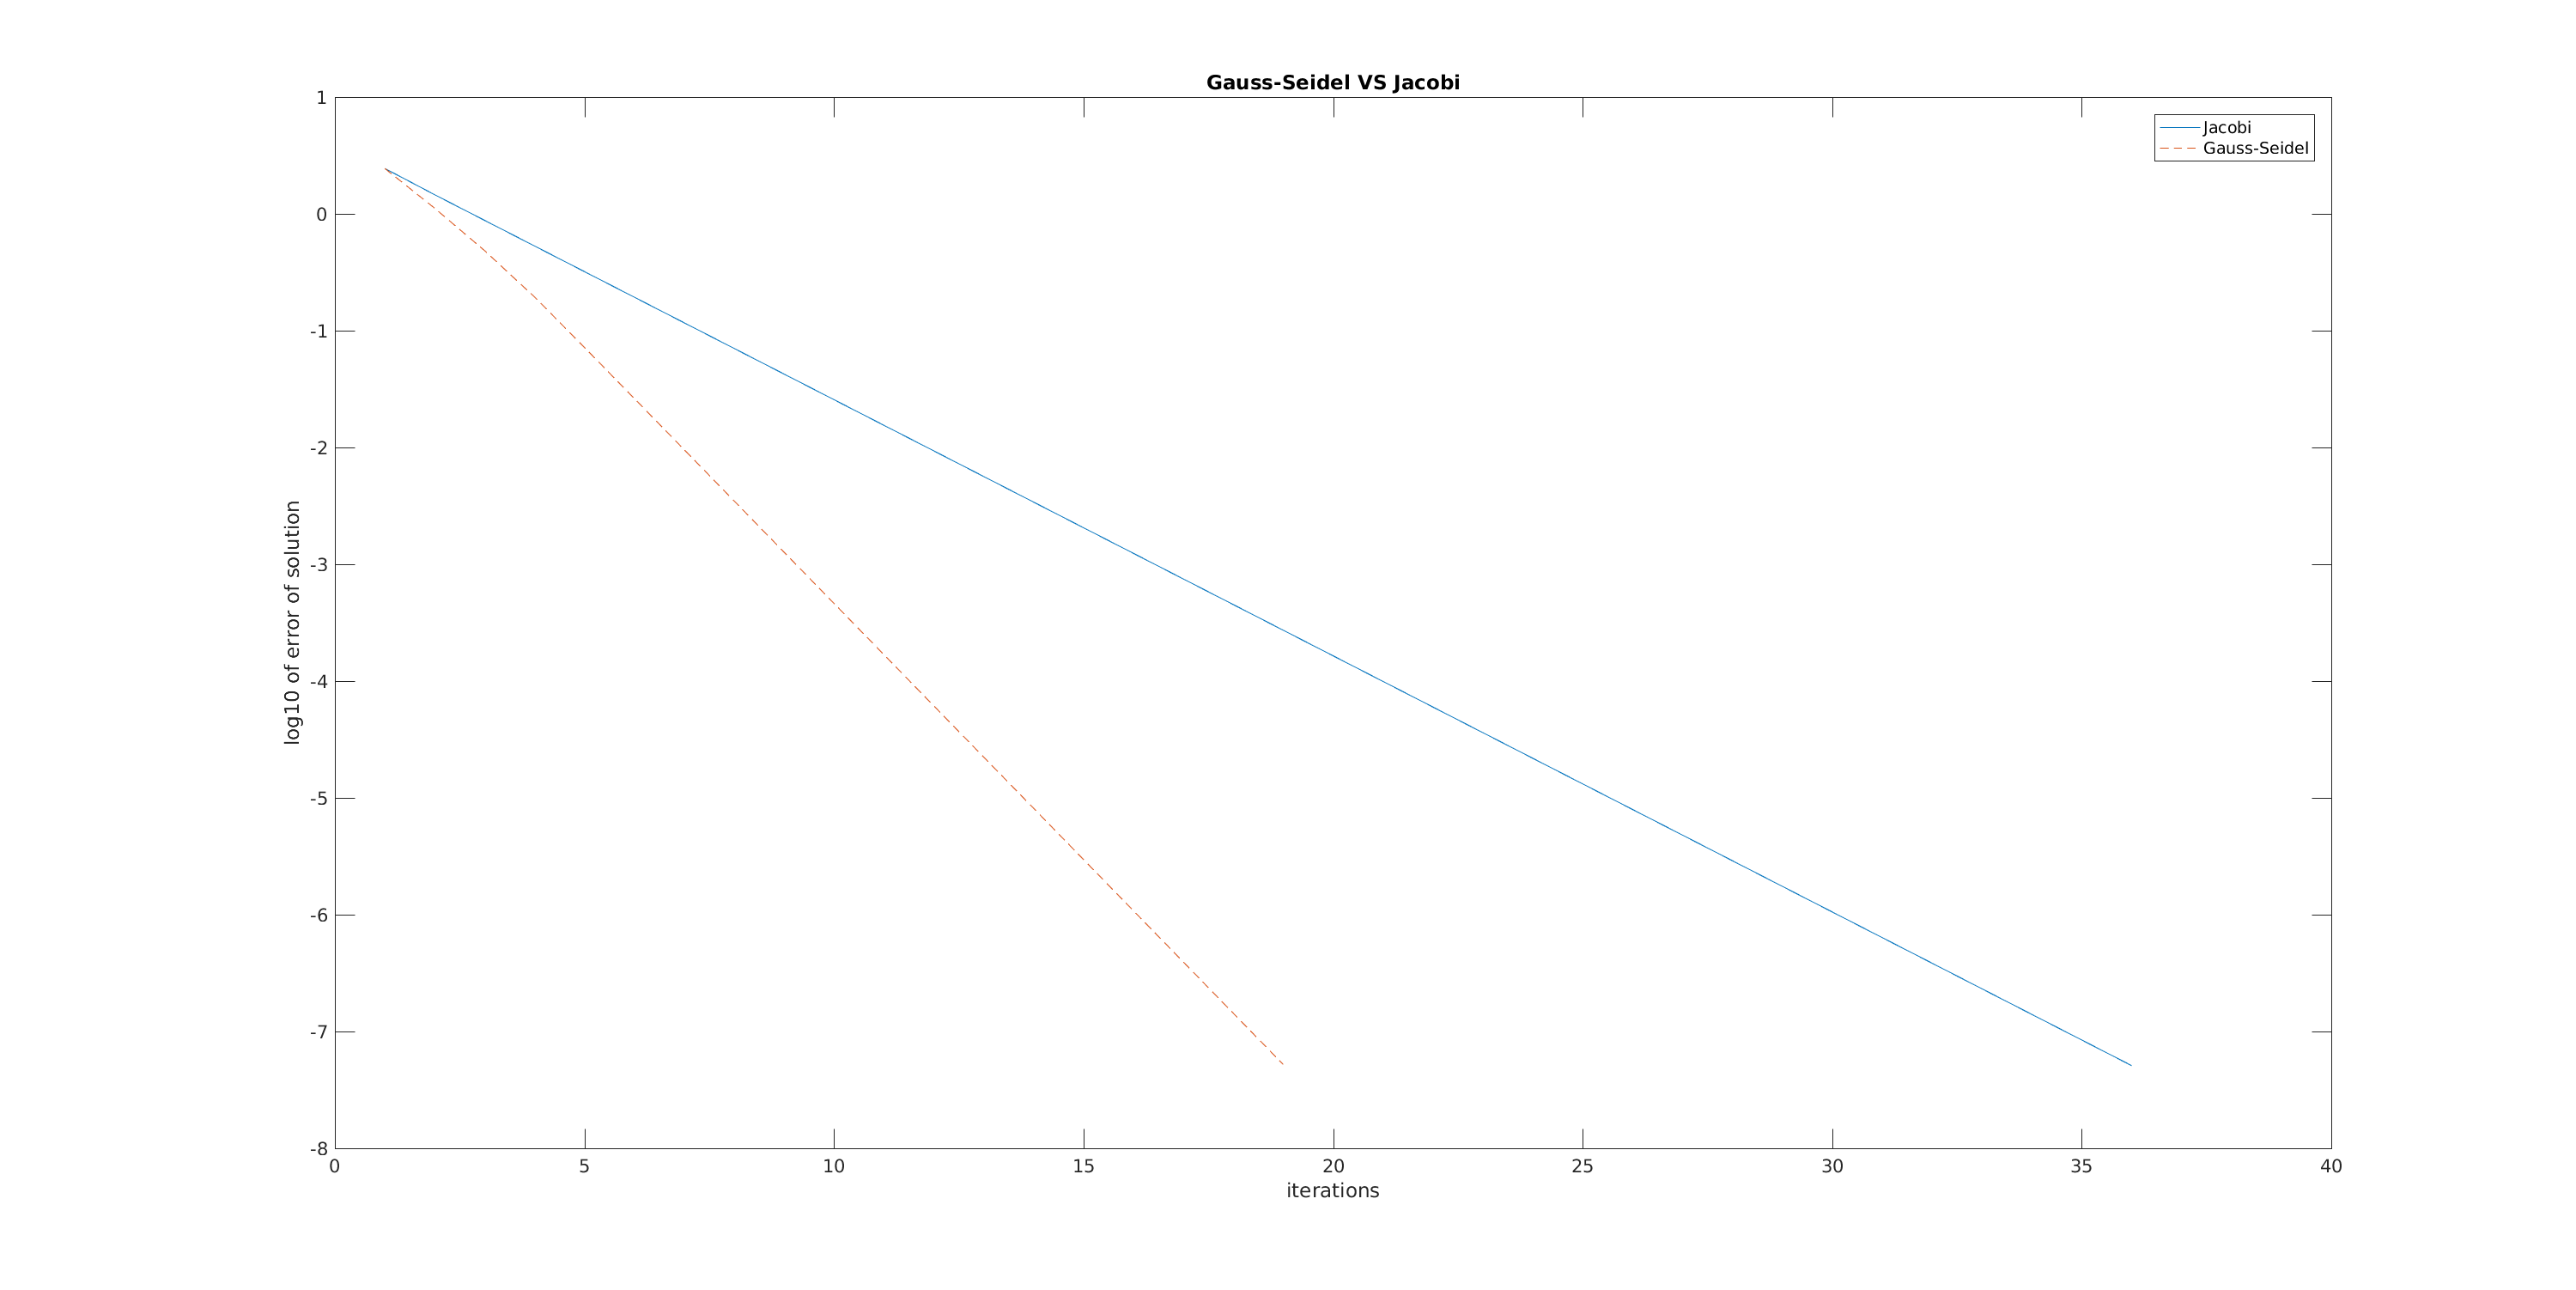 Gauss-Seidel VS Jacobi
1
0
-1
-2
-3
-4
-5
-6
-7
-8
log10 of error of solution
Jacobi
Gauss-Seidel
0 5 10 15 20 25 30 35 40
iterations